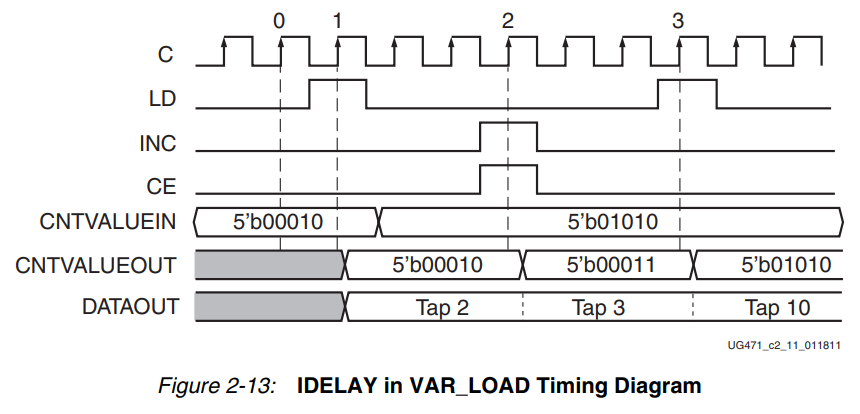 0 1 2 3
C
LD
INC
CE
CNTVALUEIN 5'b00010 5'b01010
CNTVALUEOUT 5'b00010 5'b00011 5'b01010
DATAOUT Tap 2 Tap 3 Tap 10
UG471_c2_11_011811
Figure 2-13: IDELAY in VAR_LOAD Timing Diagram